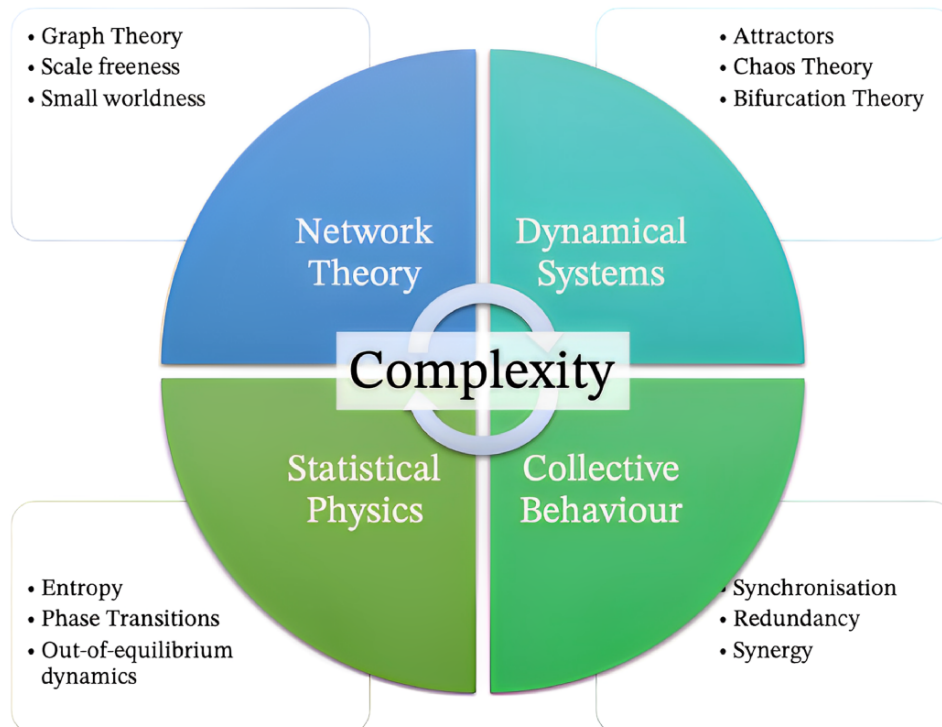 • Graph Theory
• Scale freeness
• Small worldness
• Attractors
• Chaos Theory
• Bifurcation Theory
Network
Theory
Dynamical
Systems
Complexity
Statistical
Physics
Collective
Behaviour
• Entropy
• Phase Transitions
• Out-of-equilibrium
dynamics
• Synchronisation
• Redundancy
• Synergy